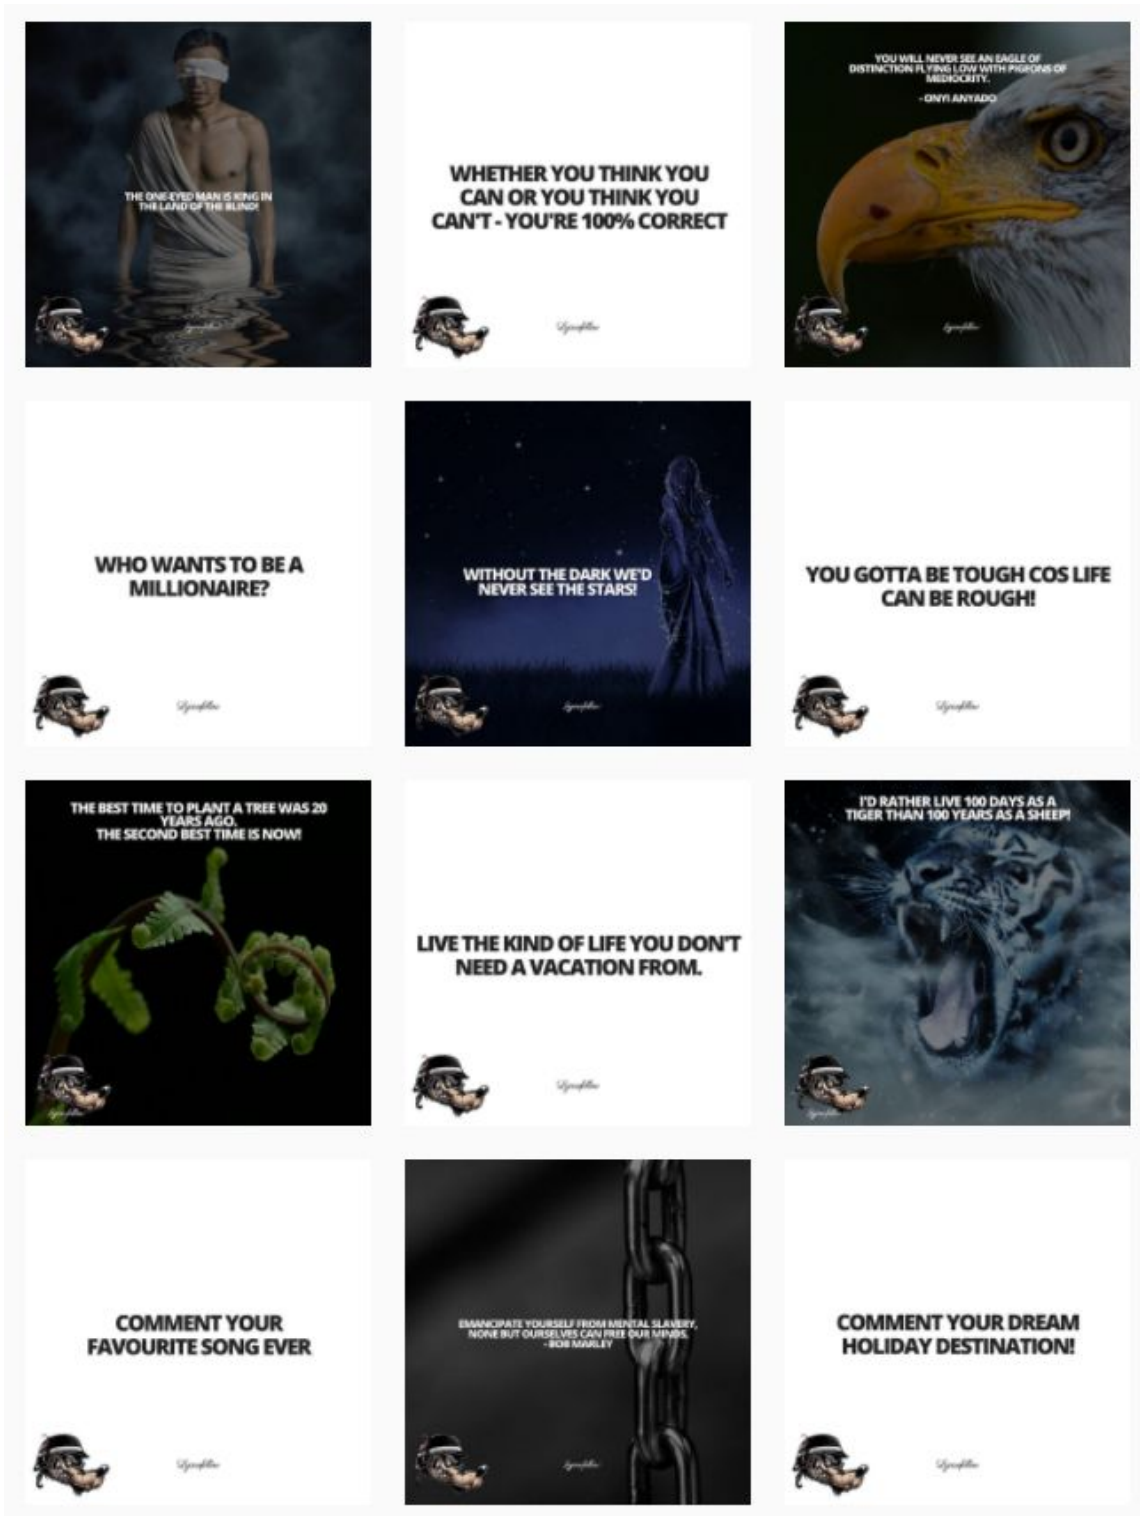 THE ONE-EYED MAN IS KING IN
THE LAND OF THE BLIND!
WHETHER YOU THINK YOU
CAN OR YOU THINK YOU
CAN'T - YOU'RE 100% CORRECT
YOU WILL NEVER SEE AN EAGLE OF
DISTINCTION FLYING LOW WITH PIGEONS OF
MEDIOCRITY.
- ONYI ANYADO
WHO WANTS TO BE A
MILLIONAIRE?
WITHOUT THE DARK WE'D
NEVER SEE THE STARS!
YOU GOTTA BE TOUGH COS LIFE
CAN BE ROUGH!
THE BEST TIME TO PLANT A TREE WAS 20
YEARS AGO.
THE SECOND BEST TIME IS NOW!
LIVE THE KIND OF LIFE YOU DON'T
NEED A VACATION FROM.
I'D RATHER LIVE 100 DAYS AS A
TIGER THAN 100 YEARS AS A SHEEP!
COMMENT YOUR
FAVOURITE SONG EVER
EMANCIPATE YOURSELF FROM MENTAL SLAVERY,
NONE BUT OURSELVES CAN FREE OUR MINDS.
- BOB MARLEY
COMMENT YOUR DREAM
HOLIDAY DESTINATION!